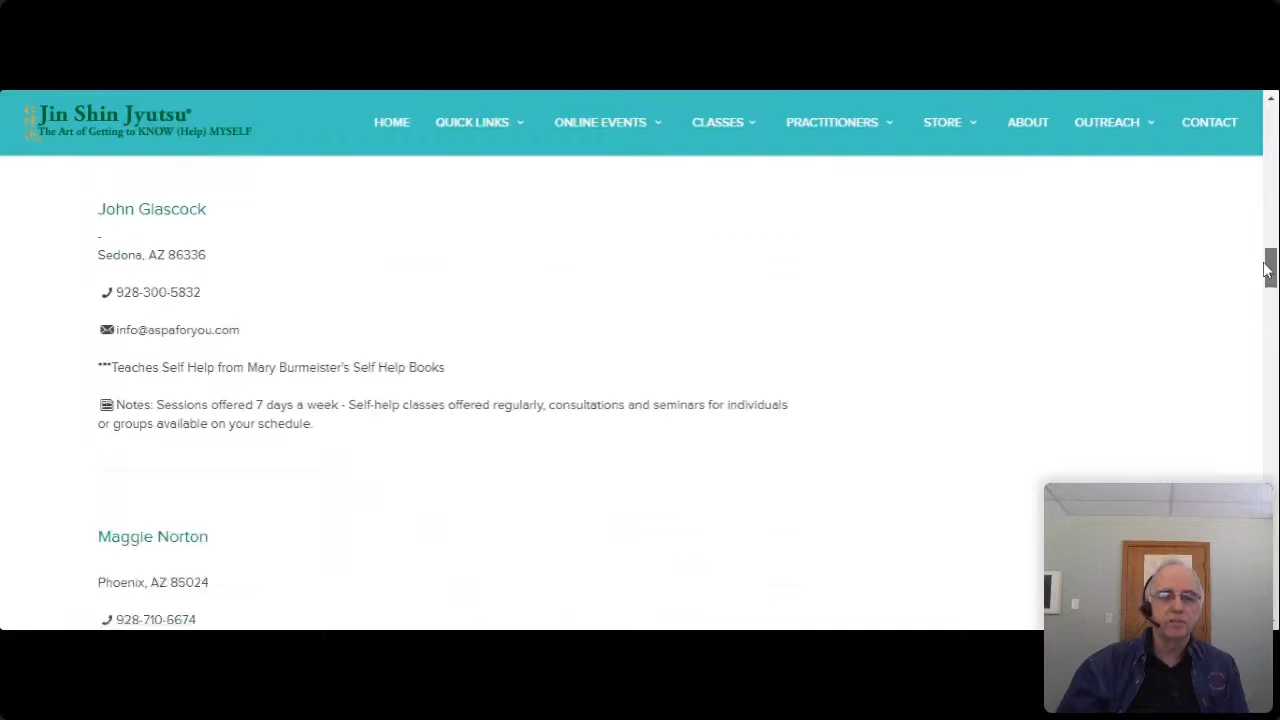 Jin Shin Jyutsu®
The Art of Getting to KNOW (Help) MYSELF
HOME QUICK LINKS ONLINE EVENTS CLASSES PRACTITIONERS STORE ABOUT OUTREACH CONTACT
John Glascock
-
Sedona, AZ 86336
928-300-5832
info@aspaforyou.com
***Teaches Self Help from Mary Burmeister's Self Help Books
Notes: Sessions offered 7 days a week - Self-help classes offered regularly, consultations and seminars for individuals
or groups available on your schedule.
Maggie Norton
Phoenix, AZ 85024
928-710-6674